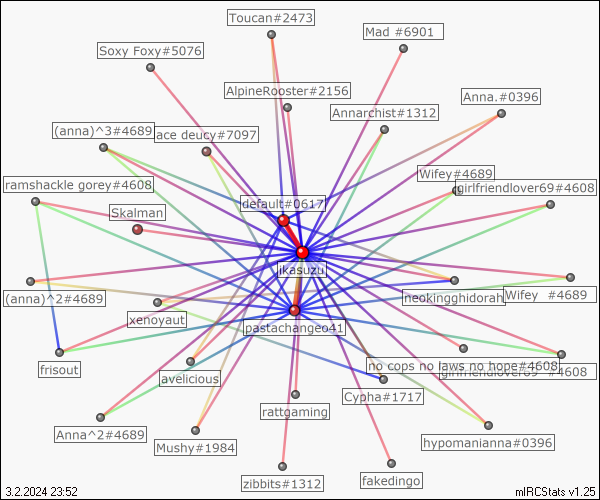 Toucan#2473
Mad #6901
Soxy Foxy#5076
AlpineRooster#2156
Anna.#0396
Annarchist#1312
(anna)^3#4689
ace deucy#7097
Wifey#4689
ramshackle gorey#4608
girlfriendlover69#4608
default#0617
Skalman
ikasuzu
(anna)^2#4689
neokingghidorah
Wifey #4689
xenoyaut
pastachange641
frisout
no cops no laws no hope#4608
avelicious
girlfriendlover69 #4608
Cypha#1717
rattgaming
Anna^2#4689
Mushy#1984
hypomanianna#0396
zibbits#1312
fakedingo
3.2.2024 23:52
mIRCStats v1.25